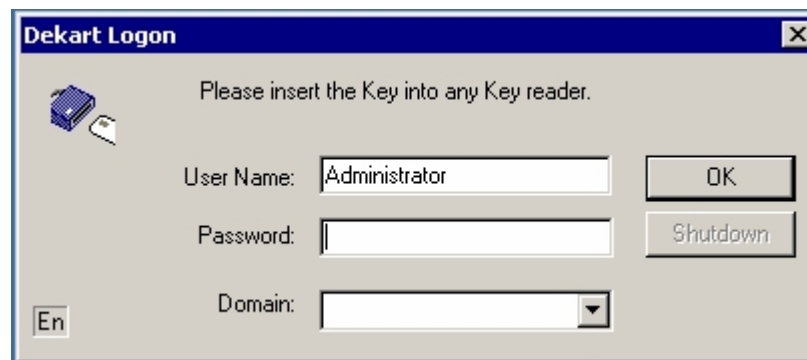 Dekart Logon
Please insert the Key into any Key reader.
User Name: Administrator OK
Password: Shutdown
Domain:
En